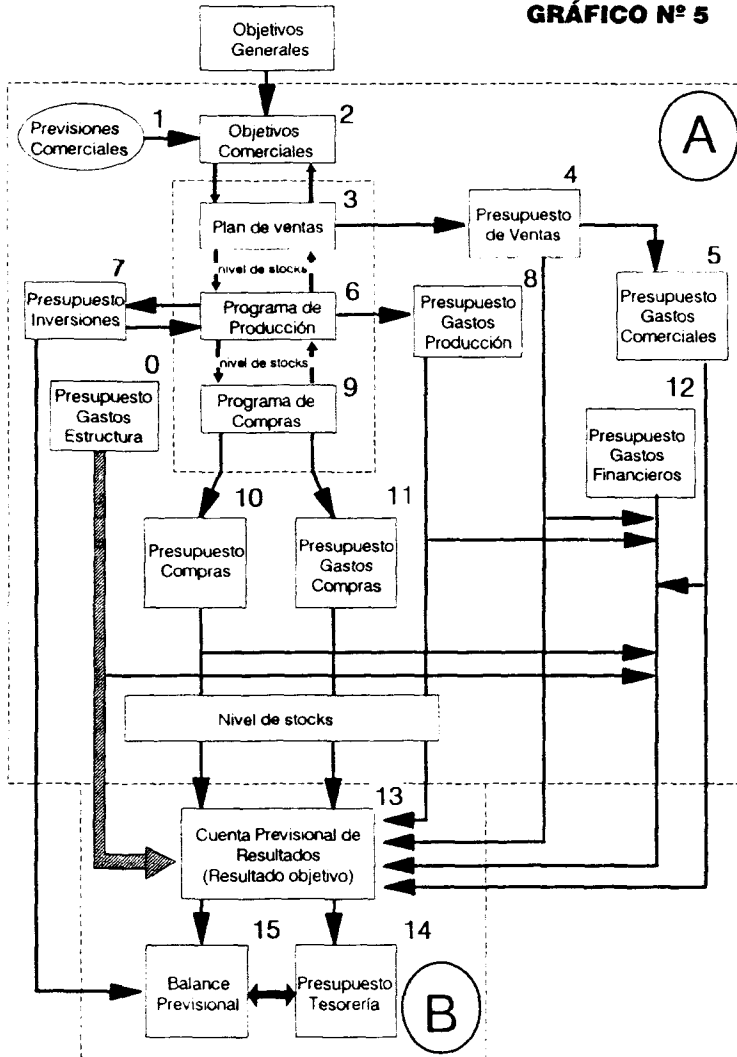 GRÁFICO Nº 5
Objetivos
Generales
A
1
Previsiones
Comerciales
2
Objetivos
Comerciales
3
Plan de ventas
4
Presupuesto
de Ventas
5
Presupuesto
Gastos
Comerciales
nivel de stocks
7
Presupuesto
Inversiones
6
Programa de
Producción
8
Presupuesto
Gastos
Producción
nivel de stocks
0
Presupuesto
Gastos
Estructura
9
Programa de
Compras
12
Presupuesto
Gastos
Financieros
10
Presupuesto
Compras
11
Presupuesto
Gastos
Compras
Nivel de stocks
13
Cuenta Previsional de
Resultados
(Resultado objetivo)
15
Balance
Previsional
14
Presupuesto
Tesorería
B